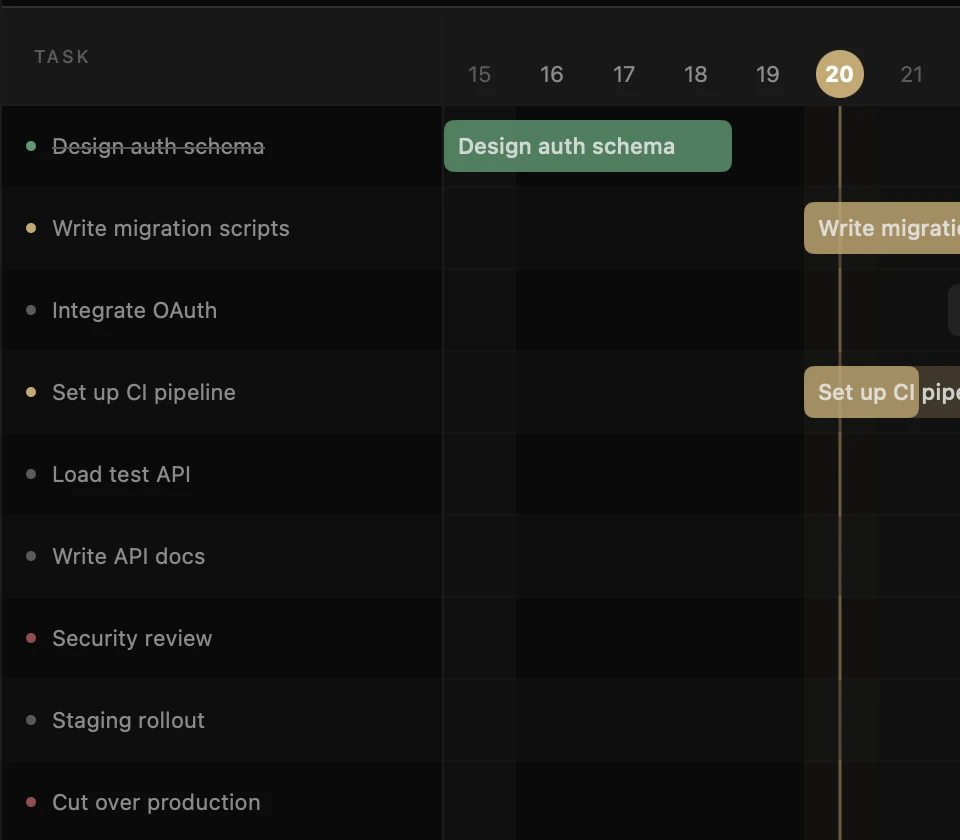 TASK
15 16 17 18 19 20 21
Design auth schema Design auth schema
Write migration scripts Write
Integrate OAuth
Set up CI pipeline Set up CI
Load test API
Write API docs
Security review
Staging rollout
Cut over production